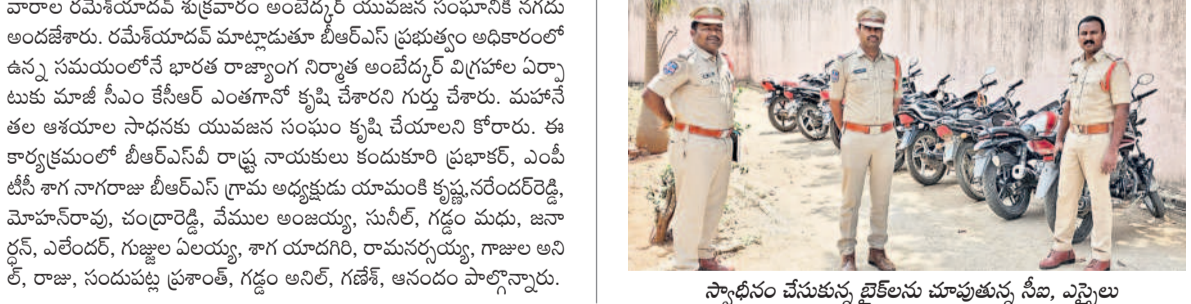 వారాల రమేశ్‌యాదవ్ శుక్రవారం అంబేద్కర్ యువజన సంఘానికి నగదు
అందజేశారు. రమేశ్‌యాదవ్ మాట్లాడుతూ బీఆర్ఎస్ ప్రభుత్వం అధికారంలో
ఉన్న సమయంలోనే భారత రాజ్యాంగ నిర్మాత అంబేద్కర్ విగ్రహాల ఏర్పా
టుకు మాజీ సీఎం కేసీఆర్ ఎంతగానో కృషి చేశారని గుర్తు చేశారు. మహానే
తల ఆశయాల సాధనకు యువజన సంఘం కృషి చేయాలని కోరారు. ఈ
కార్యక్రమంలో బీఆర్ఎస్‌వీ రాష్ట్ర నాయకులు కందుకూరి ప్రభాకర్, ఎంపీ
టీసీ శాగ నాగరాజు బీఆర్ఎస్ గ్రామ అధ్యక్షుడు యామంకి కృష్ణ,నరేందర్‌రెడ్డి,
మోహన్‌రావు, చంద్రారెడ్డి, వేముల అంజయ్య, సునీల్, గడ్డం మధు, జనా
ర్ధన్, ఎలేందర్, గుజ్జుల ఏలయ్య, శాగ యాదగిరి, రామనర్సయ్య, గాజుల అని
ల్, రాజు, సందుపట్ల ప్రశాంత్, గడ్డం అనిల్, గణేశ్, ఆనందం పాల్గొన్నారు.
స్వాధీనం చేసుకున్న బైక్‌లను చూపుతున్న సీఐ, ఎస్సైలు